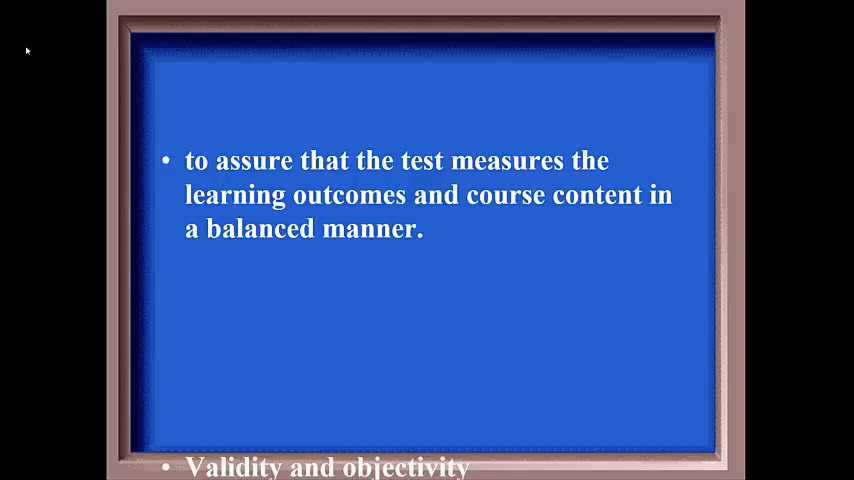 • to assure that the test measures the
learning outcomes and course content in
a balanced manner.
• Validity and objectivity